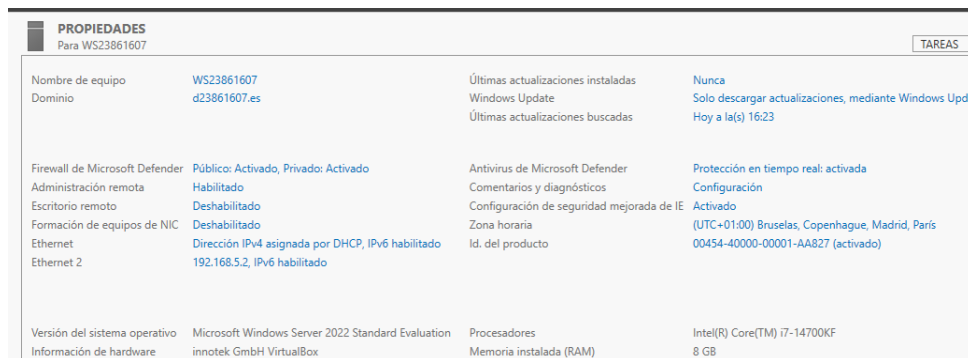 PROPIEDADES
Para WS23861607
TAREAS
Nombre de equipo WS23861607 Últimas actualizaciones instaladas Nunca
Dominio d23861607.es Windows Update Solo descargar actualizaciones, mediante Windows Upd
Últimas actualizaciones buscadas Hoy a la(s) 16:23
Firewall de Microsoft Defender Público: Activado, Privado: Activado Antivirus de Microsoft Defender Protección en tiempo real: activada
Administración remota Habilitado Comentarios y diagnósticos Configuración
Escritorio remoto Deshabilitado Configuración de seguridad mejorada de IE Activado
Formación de equipos de NIC Deshabilitado Zona horaria (UTC+01:00) Bruselas, Copenhague, Madrid, París
Ethernet Dirección IPv4 asignada por DHCP, IPv6 habilitado Id. del producto 00454-40000-00001-AA827 (activado)
Ethernet 2 192.168.5.2, IPv6 habilitado
Versión del sistema operativo Microsoft Windows Server 2022 Standard Evaluation Procesadores Intel(R) Core(TM) i7-14700KF
Información de hardware innotek GmbH VirtualBox Memoria instalada (RAM) 8 GB